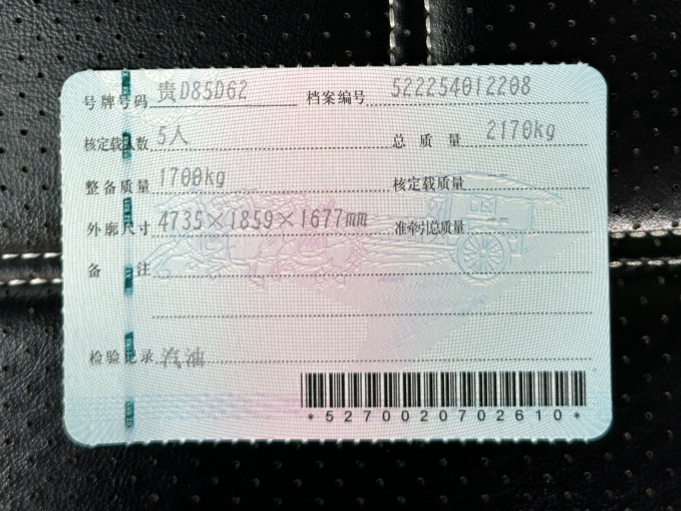 号牌号码 贵D85D62 档案编号 522254012208
核定载人数 5人 总质量 2170kg
整备质量 1700kg 核定载质量
外廓尺寸 4735×1859×1677mm 准牵引总质量
备注
检验记录 汽油
*5270020702610*